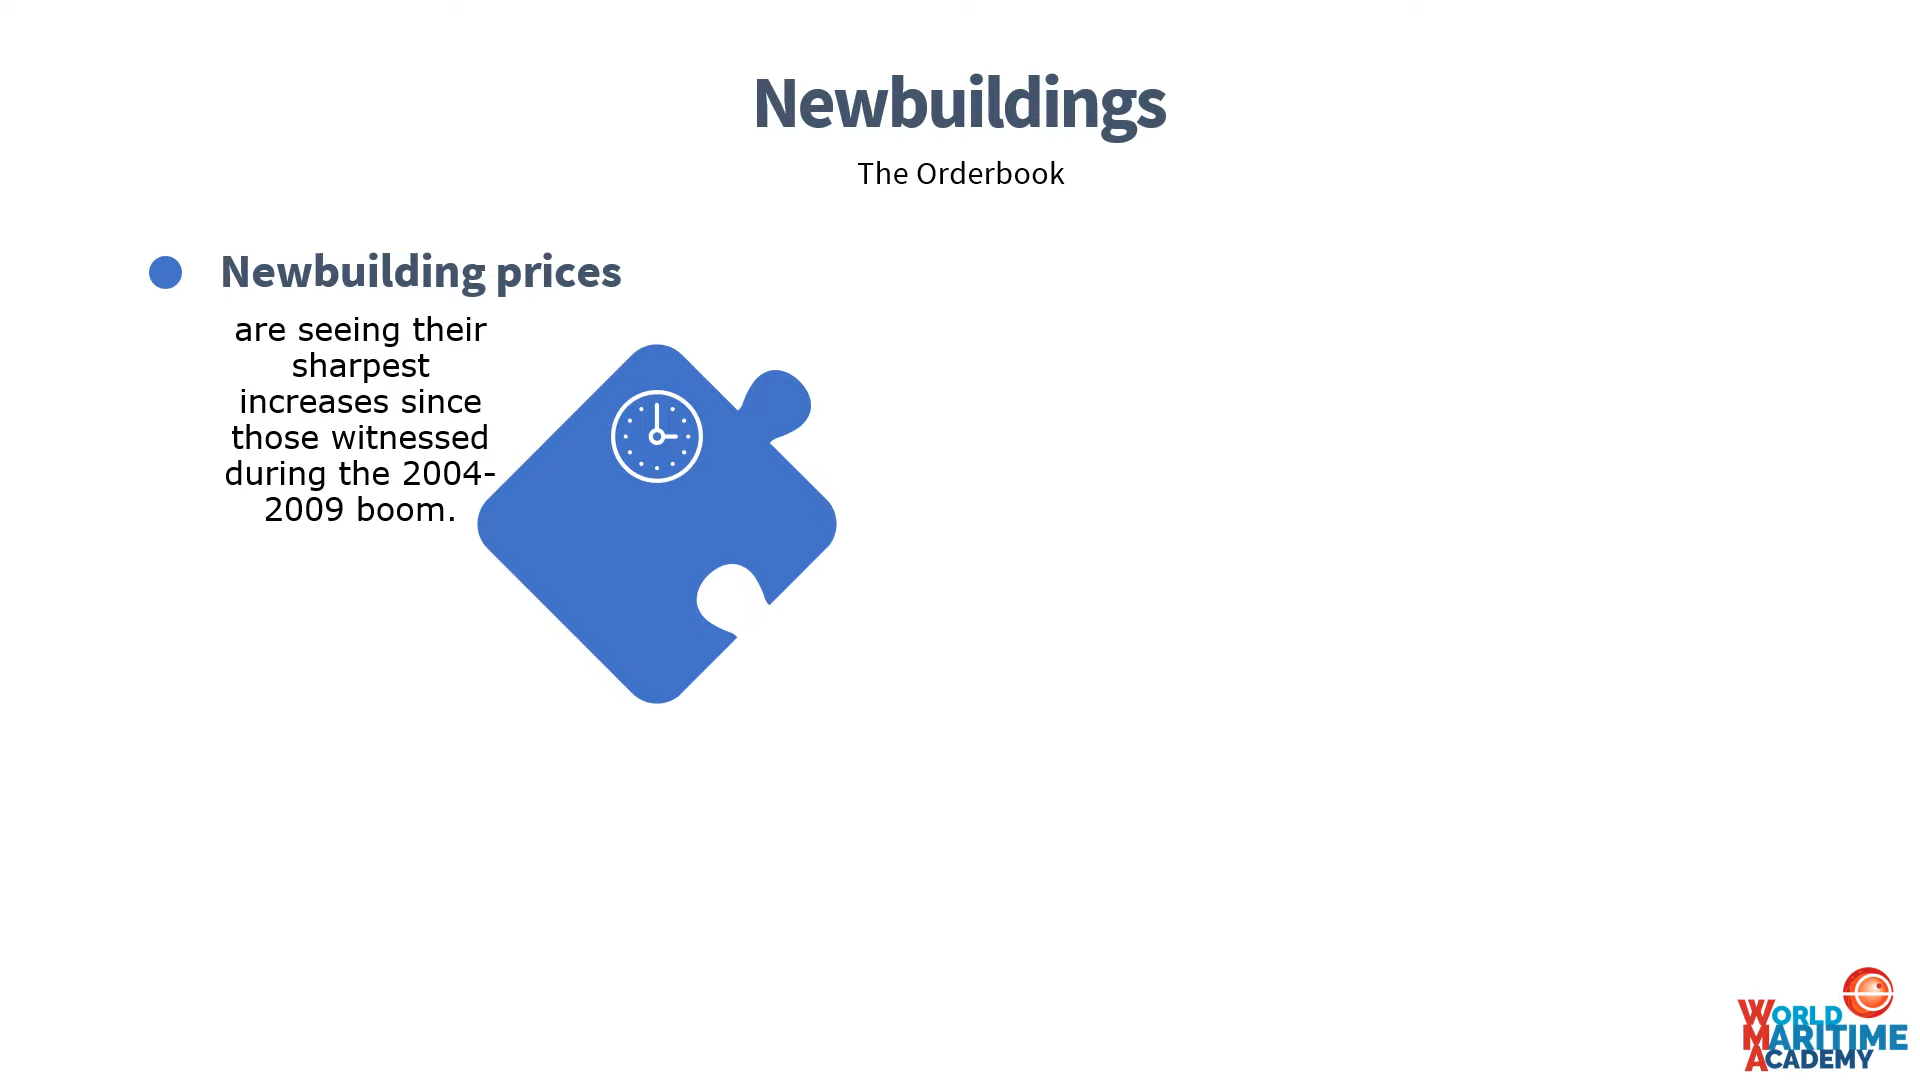 Newbuildings
The Orderbook
Newbuilding prices
are seeing their
sharpest
increases since
those witnessed
during the 2004-
2009 boom.
WORLD
MARITIME
ACADEMY